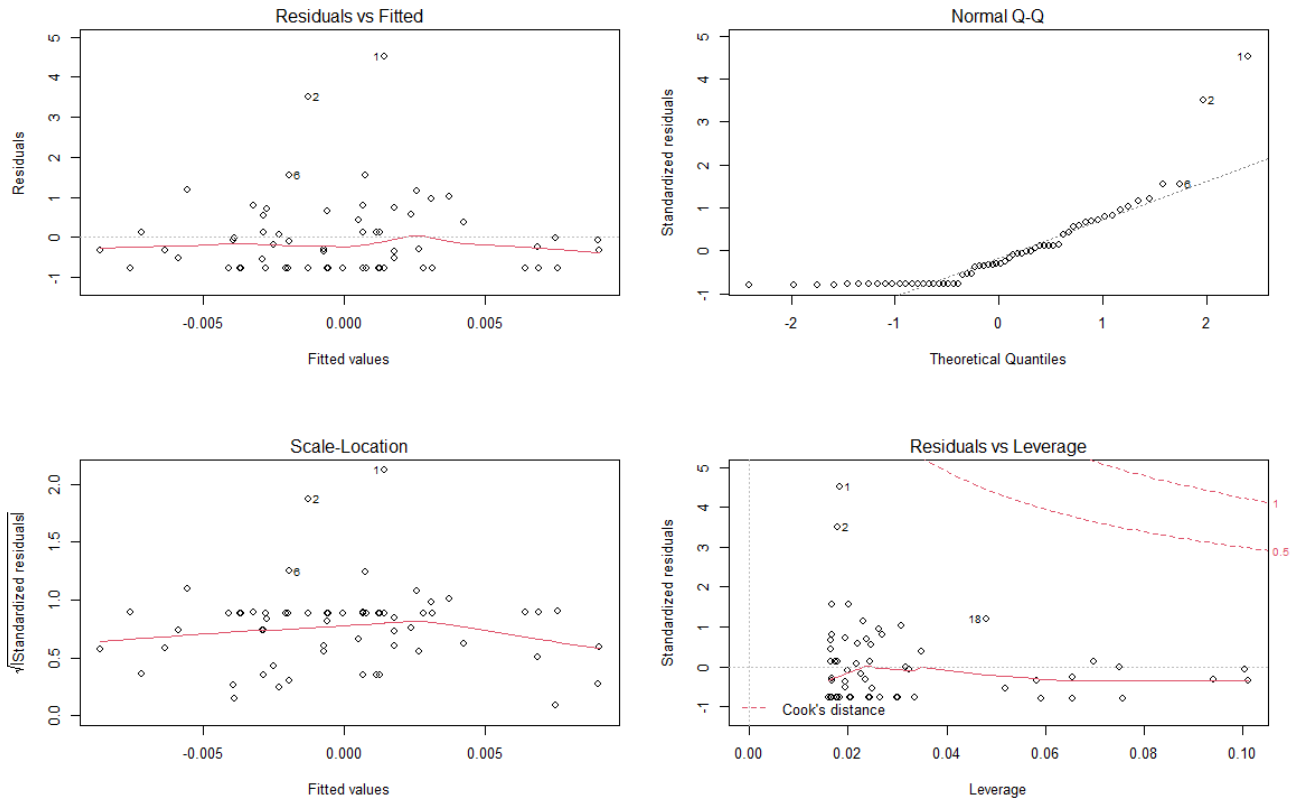 Residuals vs Fitted
Residuals
5
4
3
2
1
0
-1
1
2
6
-0.005 0.000 0.005
Fitted values
Normal Q-Q
Standardized residuals
5
4
3
2
1
0
-1
1
2
6
-2 -1 0 1 2
Theoretical Quantiles
Scale-Location
√|Standardized residuals|
2.0
1.5
1.0
0.5
0.0
1
2
6
-0.005 0.000 0.005
Fitted values
Residuals vs Leverage
Standardized residuals
5
4
3
2
1
0
-1
1
2
18
1
0.5
Cook's distance
0.00 0.02 0.04 0.06 0.08 0.10
Leverage